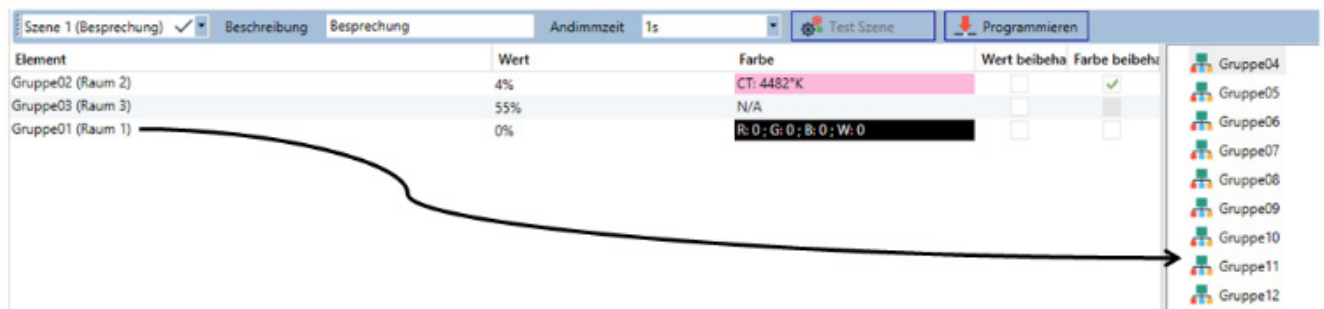 Szene 1 (Besprechung) Beschreibung Besprechung Andimmzeit 1s Test Szene Programmieren
Element Wert Farbe Wert beibeha Farbe beibeha
Gruppe02 (Raum 2) 4% CT: 4482°K
Gruppe03 (Raum 3) 55% N/A
Gruppe01 (Raum 1) 0% R: 0 ; G: 0 ; B: 0 ; W: 0
Gruppe04
Gruppe05
Gruppe06
Gruppe07
Gruppe08
Gruppe09
Gruppe10
Gruppe11
Gruppe12